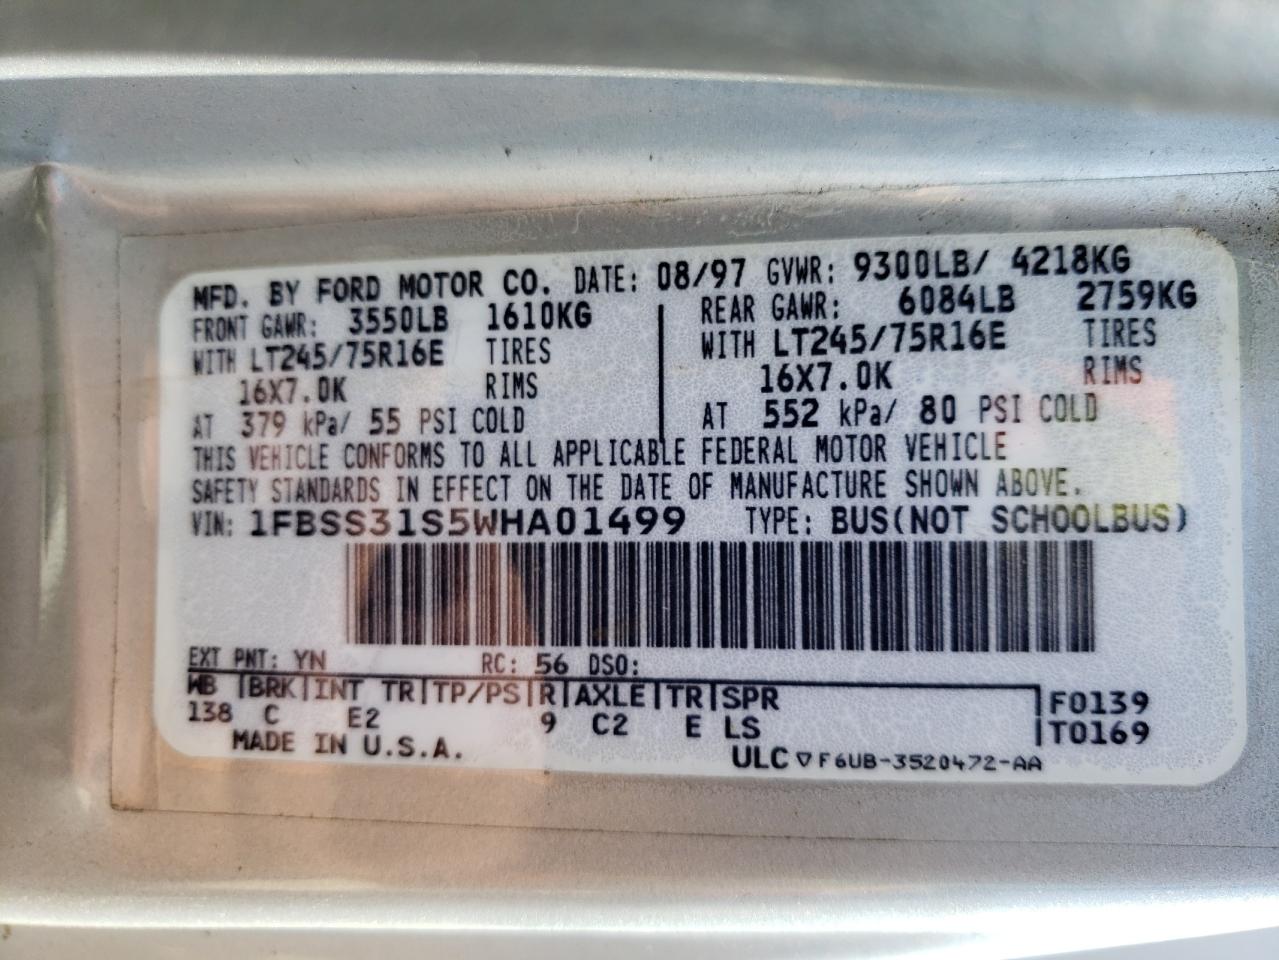 MFD. BY FORD MOTOR CO. DATE: 08/97 GVWR: 9300LB/ 4218KG
FRONT GAWR: 3550LB 1610KG REAR GAWR: 6084LB 2759KG
WITH LT245/75R16E TIRES WITH LT245/75R16E TIRES
16X7.0K RIMS 16X7.0K RIMS
AT 379 kPa/ 55 PSI COLD AT 552 kPa/ 80 PSI COLD
THIS VEHICLE CONFORMS TO ALL APPLICABLE FEDERAL MOTOR VEHICLE
SAFETY STANDARDS IN EFFECT ON THE DATE OF MANUFACTURE SHOWN ABOVE.
VIN: 1FBSS31S5WHA01499 TYPE: BUS(NOT SCHOOLBUS)
EXT PNT: YN RC: 56 DSO:
WB |BRK|INT TR|TP/PS|R|AXLE|TR|SPR |F0139
138 C E2 9 C2 E LS |T0169
MADE IN U.S.A. ULC ▽ F6UB-3520472-AA